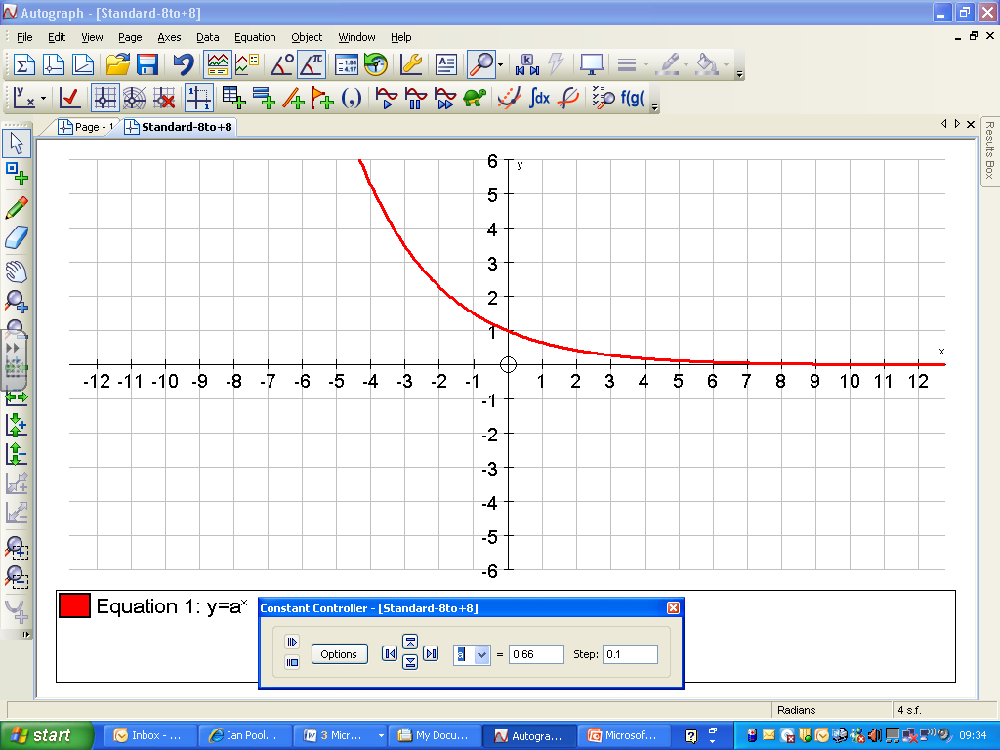 Autograph - [Standard-8to+8]
File Edit View Page Axes Data Equation Object Window Help
∫dx f(g(
Page - 1 Standard-8to+8
Results Box
y
6
5
4
3
2
1
x
-12 -11 -10 -9 -8 -7 -6 -5 -4 -3 -2 -1 1 2 3 4 5 6 7 8 9 10 11 12
-1
-2
-3
-4
-5
-6
Equation 1: y=aˣ
Constant Controller - [Standard-8to+8]
Options a = 0.66 Step: 0.1
Radians 4 s.f.
start Inbox - ... Ian Pool... 3 Micr... My Docu... Autogra... Microsof... 09:34